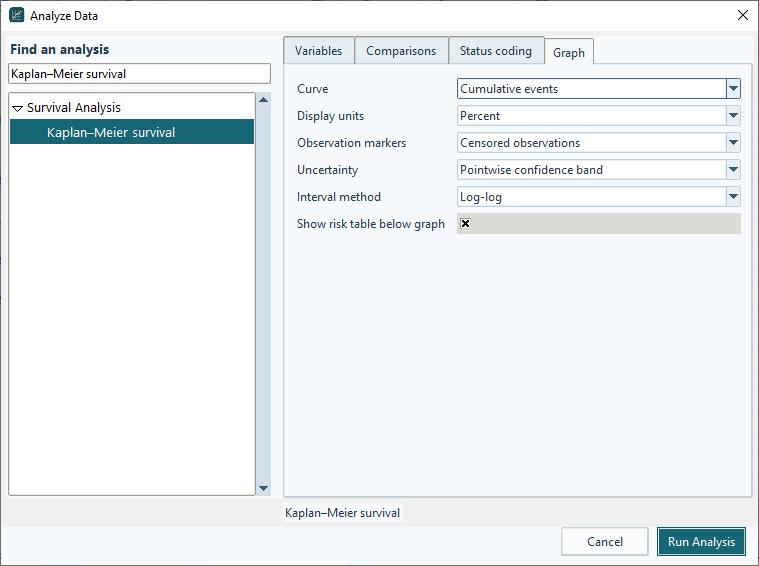 Analyze Data
Find an analysis
Kaplan–Meier survival
Survival Analysis
Kaplan–Meier survival
Variables
Comparisons
Status coding
Graph
Curve
Cumulative events
Display units
Percent
Observation markers
Censored observations
Uncertainty
Pointwise confidence band
Interval method
Log-log
Show risk table below graph
Kaplan–Meier survival
Cancel
Run Analysis